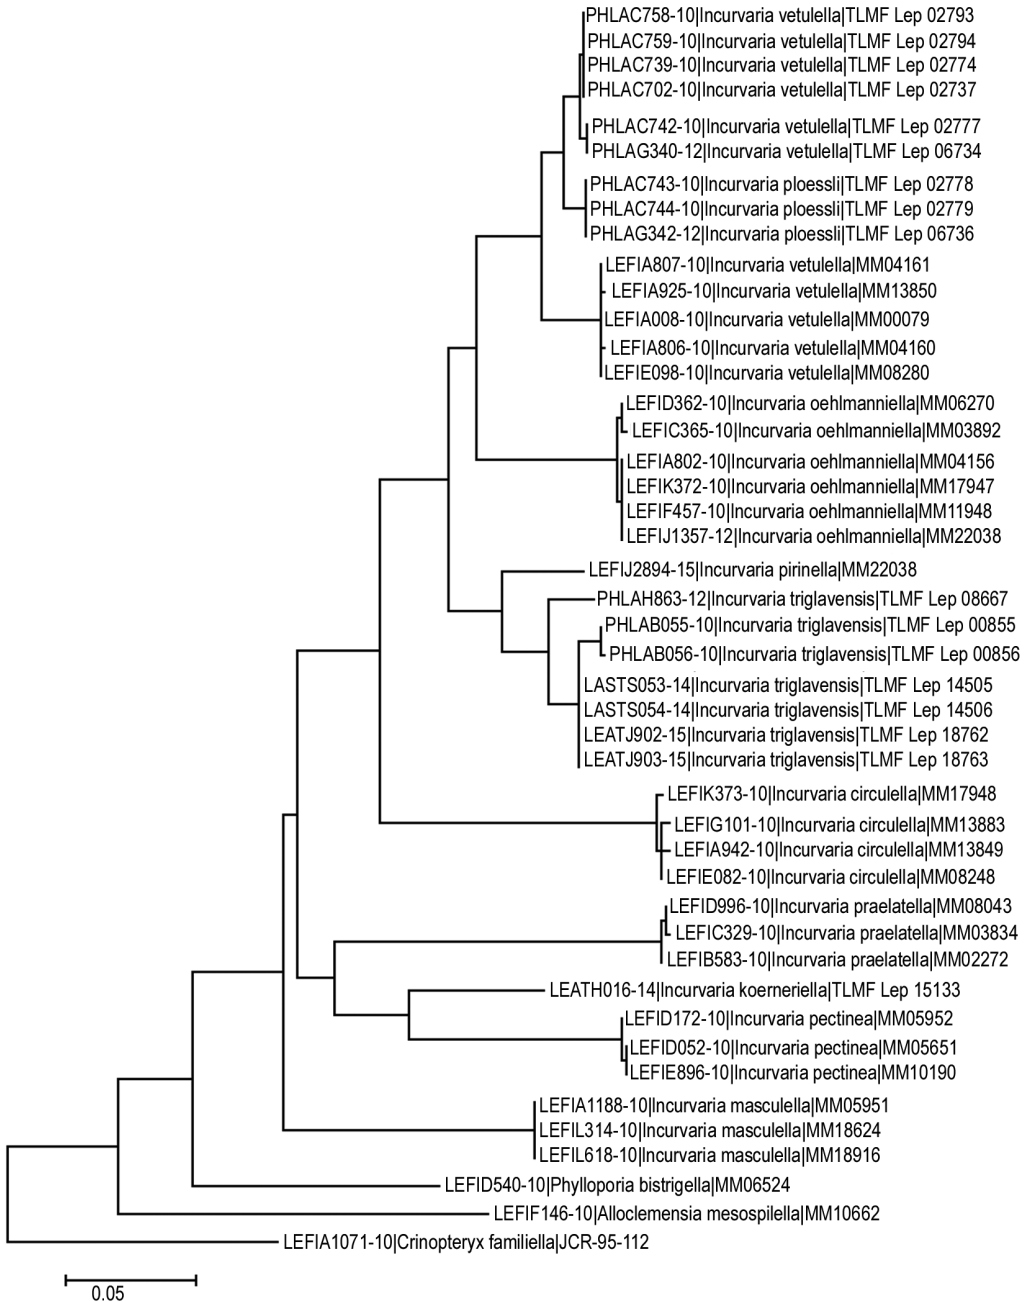 PHLAC758-10|Incurvaria vetulella|TLMF Lep 02793
PHLAC759-10|Incurvaria vetulella|TLMF Lep 02794
PHLAC739-10|Incurvaria vetulella|TLMF Lep 02774
PHLAC702-10|Incurvaria vetulella|TLMF Lep 02737
PHLAC742-10|Incurvaria vetulella|TLMF Lep 02777
PHLAG340-12|Incurvaria vetulella|TLMF Lep 06734
PHLAC743-10|Incurvaria ploessli|TLMF Lep 02778
PHLAC744-10|Incurvaria ploessli|TLMF Lep 02779
PHLAG342-12|Incurvaria ploessli|TLMF Lep 06736
LEFIA807-10|Incurvaria vetulella|MM04161
LEFIA925-10|Incurvaria vetulella|MM13850
LEFIA008-10|Incurvaria vetulella|MM00079
LEFIA806-10|Incurvaria vetulella|MM04160
LEFIE098-10|Incurvaria vetulella|MM08280
LEFID362-10|Incurvaria oehlmanniella|MM06270
LEFIC365-10|Incurvaria oehlmanniella|MM03892
LEFIA802-10|Incurvaria oehlmanniella|MM04156
LEFIK372-10|Incurvaria oehlmanniella|MM17947
LEFIF457-10|Incurvaria oehlmanniella|MM11948
LEFIJ1357-12|Incurvaria oehlmanniella|MM22038
LEFIJ2894-15|Incurvaria pirinella|MM22038
PHLAH863-12|Incurvaria triglavensis|TLMF Lep 08667
PHLAB055-10|Incurvaria triglavensis|TLMF Lep 00855
PHLAB056-10|Incurvaria triglavensis|TLMF Lep 00856
LASTS053-14|Incurvaria triglavensis|TLMF Lep 14505
LASTS054-14|Incurvaria triglavensis|TLMF Lep 14506
LEATJ902-15|Incurvaria triglavensis|TLMF Lep 18762
LEATJ903-15|Incurvaria triglavensis|TLMF Lep 18763
LEFIK373-10|Incurvaria circulella|MM17948
LEFIG101-10|Incurvaria circulella|MM13883
LEFIA942-10|Incurvaria circulella|MM13849
LEFIE082-10|Incurvaria circulella|MM08248
LEFID996-10|Incurvaria praelatella|MM08043
LEFIC329-10|Incurvaria praelatella|MM03834
LEFIB583-10|Incurvaria praelatella|MM02272
LEATH016-14|Incurvaria koerneriella|TLMF Lep 15133
LEFID172-10|Incurvaria pectinea|MM05952
LEFID052-10|Incurvaria pectinea|MM05651
LEFIE896-10|Incurvaria pectinea|MM10190
LEFIA1188-10|Incurvaria masculella|MM05951
LEFIL314-10|Incurvaria masculella|MM18624
LEFIL618-10|Incurvaria masculella|MM18916
LEFID540-10|Phylloporia bistrigella|MM06524
LEFIF146-10|Alloclemensia mesospilella|MM10662
LEFIA1071-10|Crinopteryx familiella|JCR-95-112
0.05